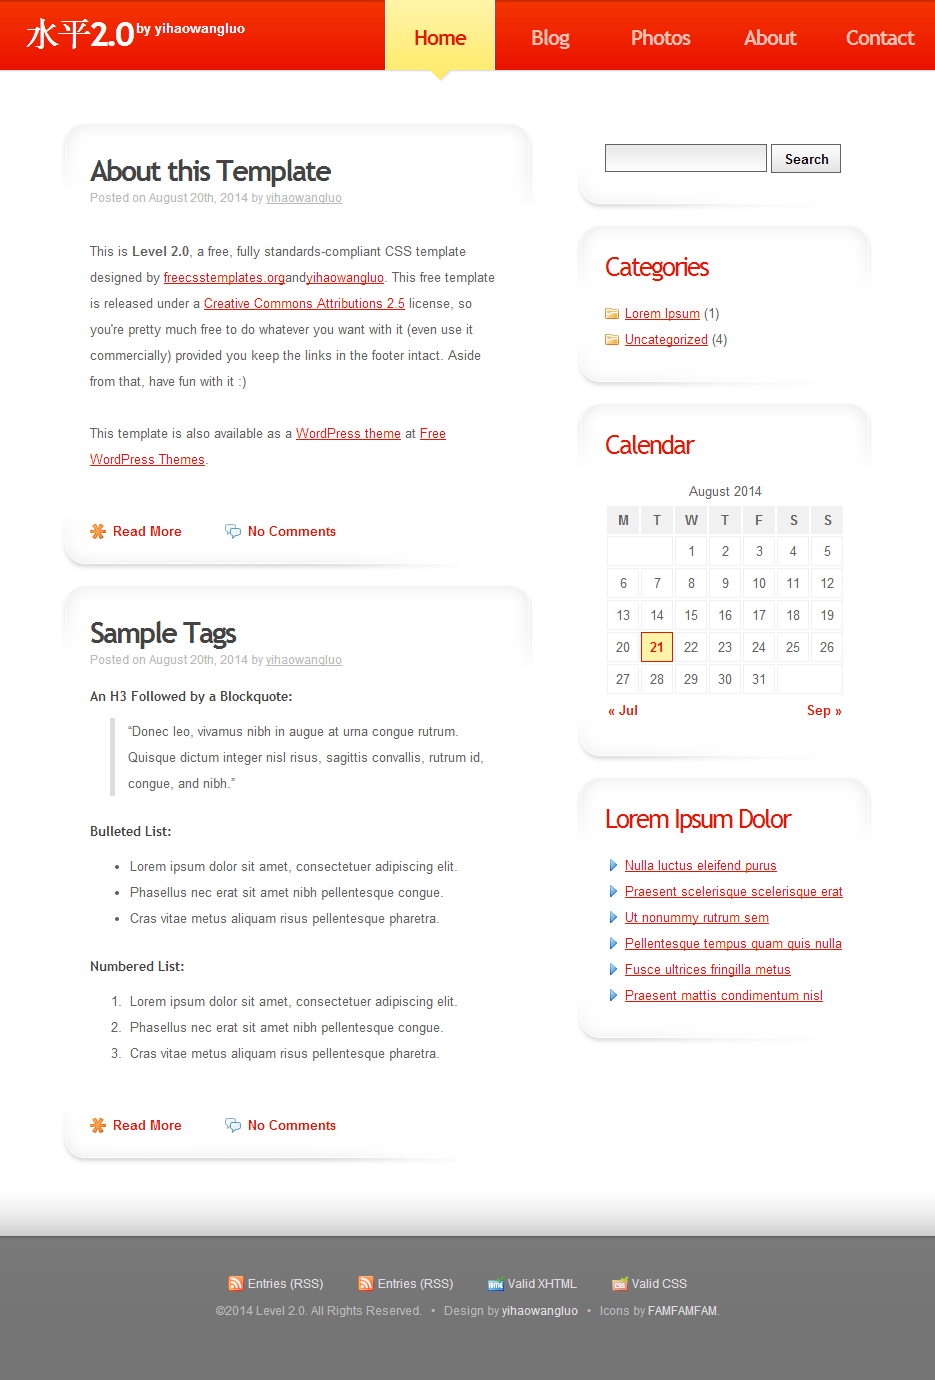 水平2.0 by yihaowangluo
Home Blog Photos About Contact
About this Template
Posted on August 20th, 2014 by yihaowangluo
This is Level 2.0, a free, fully standards-compliant CSS template
designed by freecsstemplates.organdyihaowangluo. This free template
is released under a Creative Commons Attributions 2.5 license, so
you're pretty much free to do whatever you want with it (even use it
commercially) provided you keep the links in the footer intact. Aside
from that, have fun with it :)
This template is also available as a WordPress theme at Free
WordPress Themes.
Read More No Comments
Sample Tags
Posted on August 20th, 2014 by yihaowangluo
An H3 Followed by a Blockquote:
“Donec leo, vivamus nibh in augue at urna congue rutrum.
Quisque dictum integer nisl risus, sagittis convallis, rutrum id,
congue, and nibh.”
Bulleted List:
• Lorem ipsum dolor sit amet, consectetuer adipiscing elit.
• Phasellus nec erat sit amet nibh pellentesque congue.
• Cras vitae metus aliquam risus pellentesque pharetra.
Numbered List:
1. Lorem ipsum dolor sit amet, consectetuer adipiscing elit.
2. Phasellus nec erat sit amet nibh pellentesque congue.
3. Cras vitae metus aliquam risus pellentesque pharetra.
Read More No Comments
Search
Categories
Lorem Ipsum (1)
Uncategorized (4)
Calendar
August 2014
M T W T F S S
1 2 3 4 5
6 7 8 9 10 11 12
13 14 15 16 17 18 19
20 21 22 23 24 25 26
27 28 29 30 31
« Jul Sep »
Lorem Ipsum Dolor
Nulla luctus eleifend purus
Praesent scelerisque scelerisque erat
Ut nonummy rutrum sem
Pellentesque tempus quam quis nulla
Fusce ultrices fringilla metus
Praesent mattis condimentum nisl
Entries (RSS) Entries (RSS) Valid XHTML Valid CSS
©2014 Level 2.0. All Rights Reserved. • Design by yihaowangluo • Icons by FAMFAMFAM.